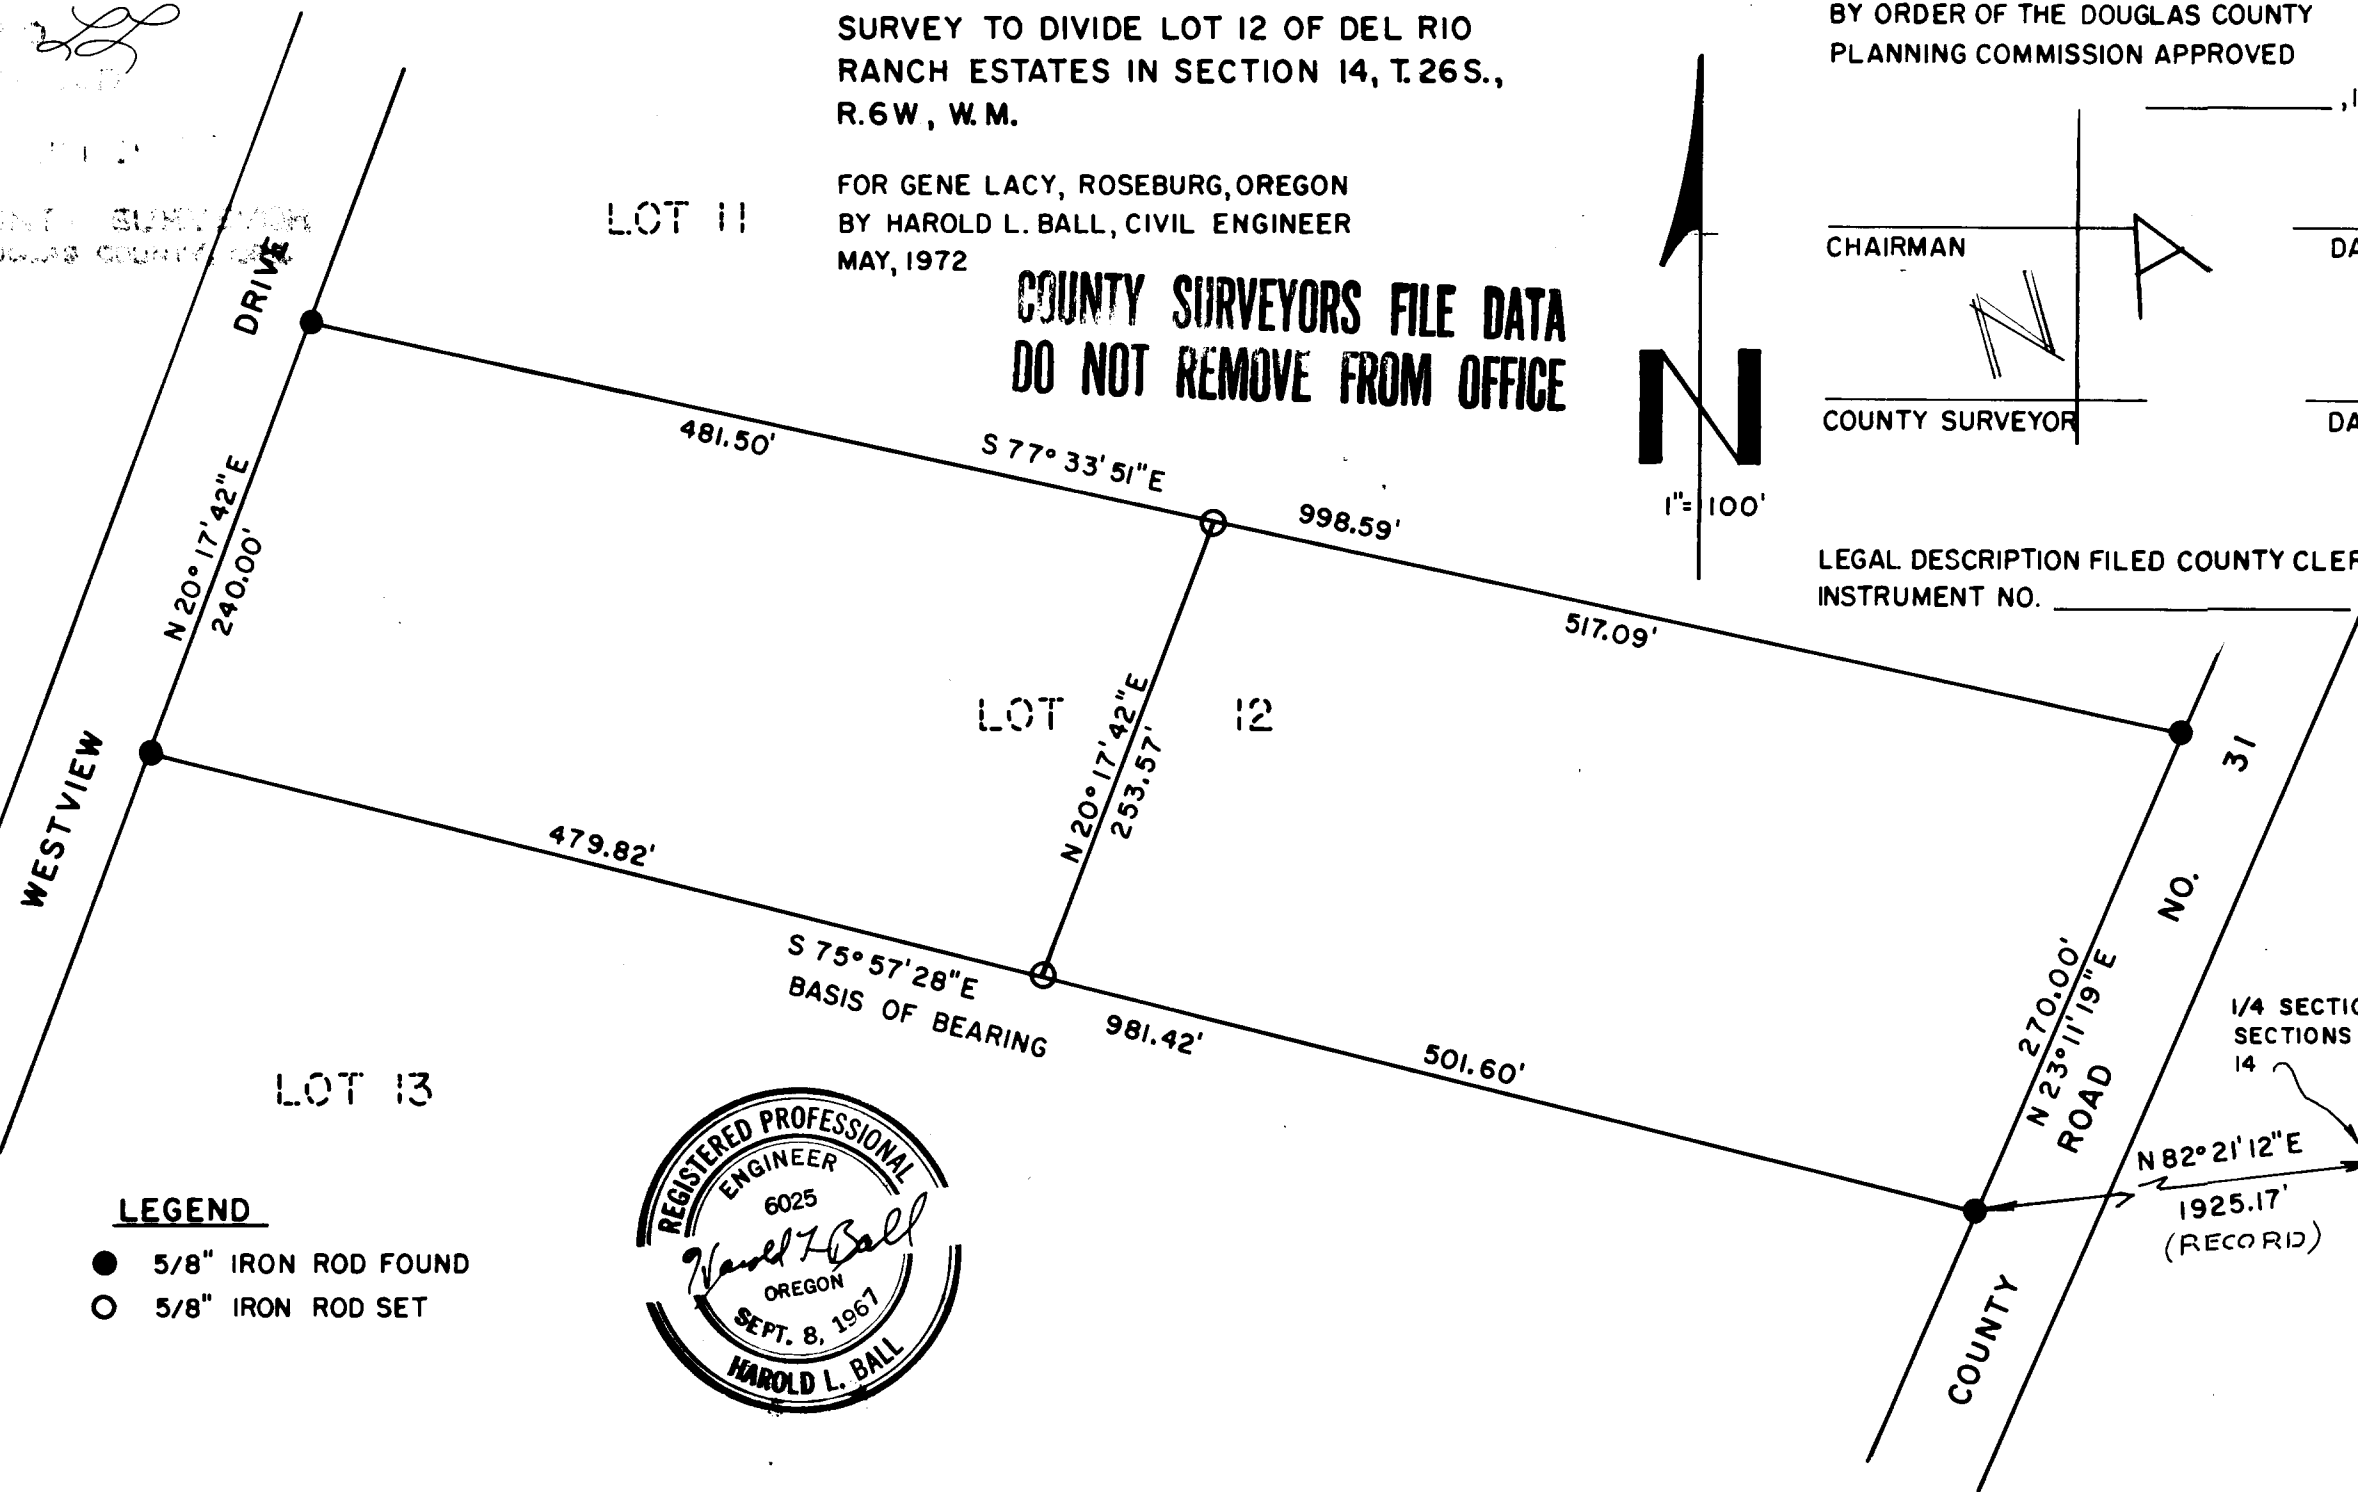 SURVEY TO DIVIDE LOT 12 OF DEL RIO
RANCH ESTATES IN SECTION 14, T. 26 S.,
R. 6 W, W. M.
FOR GENE LACY, ROSEBURG, OREGON
BY HAROLD L. BALL, CIVIL ENGINEER
MAY, 1972
COUNTY SURVEYORS FILE DATA
DO NOT REMOVE FROM OFFICE
BY ORDER OF THE DOUGLAS COUNTY
PLANNING COMMISSION APPROVED
CHAIRMAN
COUNTY SURVEYOR
N A
N
1"= 100'
LEGAL DESCRIPTION FILED COUNTY
INSTRUMENT NO.
SURVEYOR
DOUGLAS COUNTY, ORE
LOT 11
WESTVIEW DRIVE
N 20° 17' 42" E
240.00'
481.50'
S 77° 33' 51" E
998.59'
517.09'
LOT 12
N 20° 17' 42" E
253.57'
479.82'
S 75° 57' 28" E
BASIS OF BEARING
981.42'
501.60'
270.00'
N 23° 11' 19" E
COUNTY ROAD NO. 31
1/4
SECTIONS
14
N 82° 21' 12" E
1925.17'
(RECORD)
LOT 13
LEGEND
5/8" IRON ROD FOUND
5/8" IRON ROD SET
REGISTERED PROFESSIONAL
ENGINEER
6025
Harold L Ball
OREGON
SEPT. 8, 1967
HAROLD L. BALL